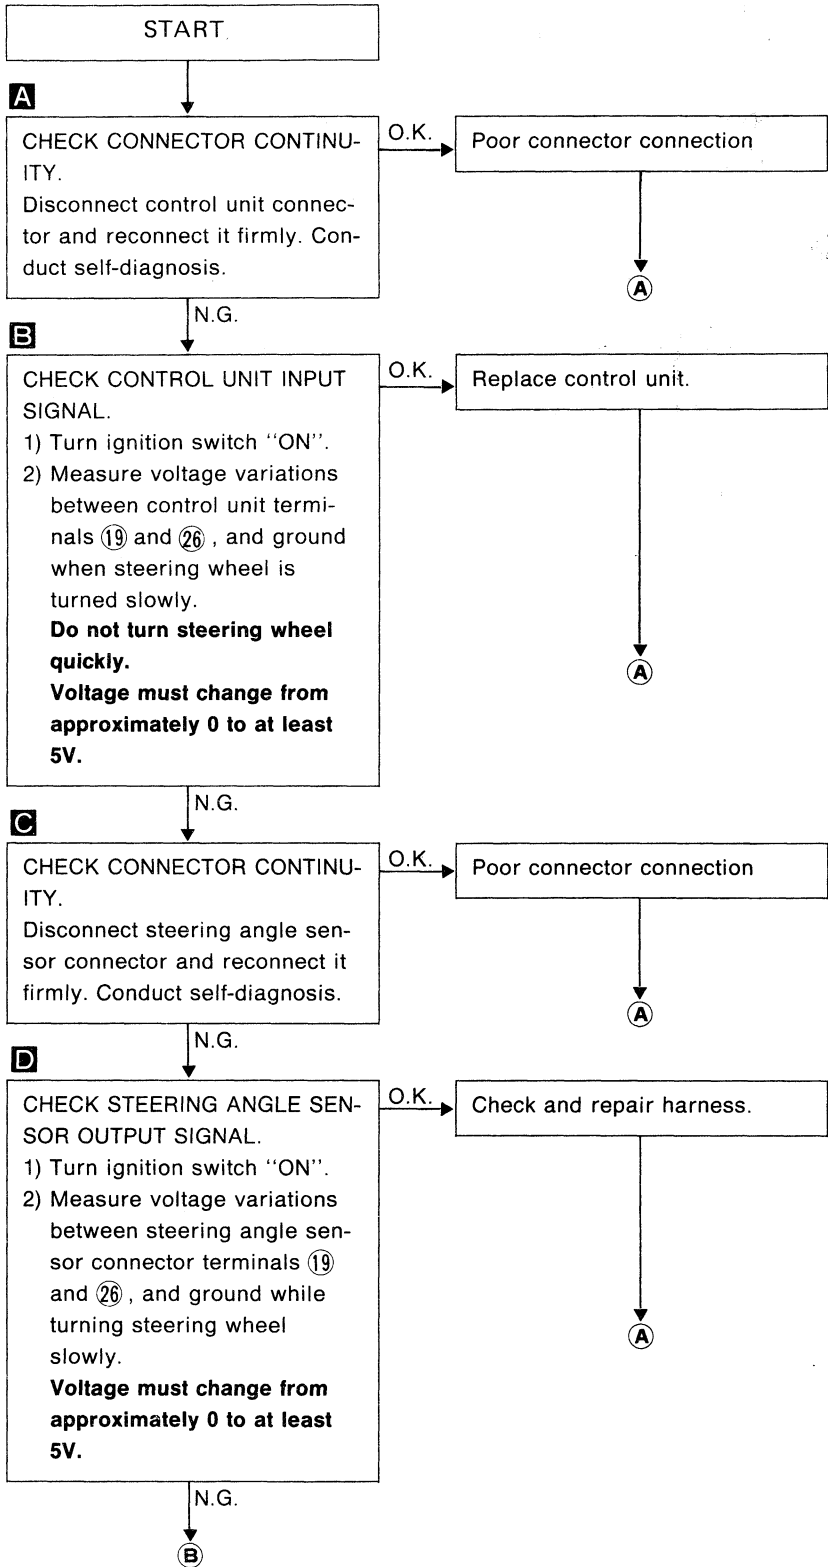 START
A
CHECK CONNECTOR CONTINU-
ITY.
Disconnect control unit connec-
tor and reconnect it firmly. Con-
duct self-diagnosis.
O.K.
Poor connector connection
A
N.G.
B
CHECK CONTROL UNIT INPUT
SIGNAL.
1) Turn ignition switch "ON".
2) Measure voltage variations
between control unit termi-
nals ⑲ and ㉖, and ground
when steering wheel is
turned slowly.
Do not turn steering wheel
quickly.
Voltage must change from
approximately 0 to at least
5V.
O.K.
Replace control unit.
A
N.G.
C
CHECK CONNECTOR CONTINU-
ITY.
Disconnect steering angle sen-
sor connector and reconnect it
firmly. Conduct self-diagnosis.
O.K.
Poor connector connection
A
N.G.
D
CHECK STEERING ANGLE SEN-
SOR OUTPUT SIGNAL.
1) Turn ignition switch "ON".
2) Measure voltage variations
between steering angle sen-
sor connector terminals ⑲
and ㉖, and ground while
turning steering wheel
slowly.
Voltage must change from
approximately 0 to at least
5V.
O.K.
Check and repair harness.
A
N.G.
B